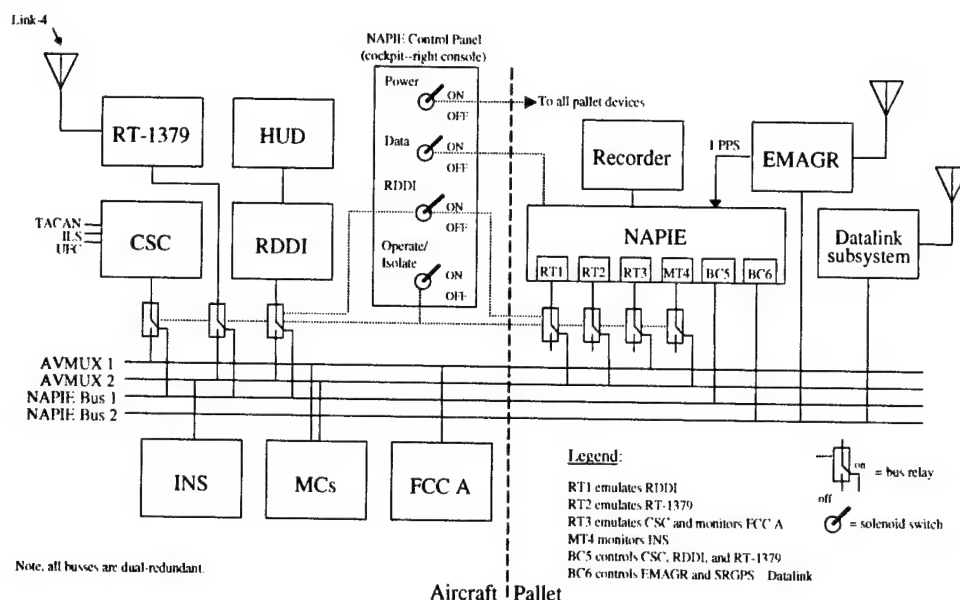 Link-4
NAPIE Control Panel
(cockpit--right console)
Power
ON
OFF
To all pallet devices
Data
ON
OFF
RDDI
ON
OFF
Operate/
Isolate
ON
OFF
RT-1379
HUD
Recorder
1 PPS
EMAGR
TACAN
ILS
UFC
CSC
RDDI
NAPIE
RT1
RT2
RT3
MT4
BC5
BC6
Datalink
subsystem
AVMUX 1
AVMUX 2
NAPIE Bus 1
NAPIE Bus 2
INS
MCs
FCC A
Legend:
RT1 emulates RDDI
RT2 emulates RT-1379
RT3 emulates CSC and monitors FCC A
MT4 monitors INS
BC5 controls CSC, RDDI, and RT-1379
BC6 controls EMAGR and SRGPS Datalink
on
= bus relay
off
= solenoid switch
Note, all busses are dual-redundant.
Aircraft
Pallet